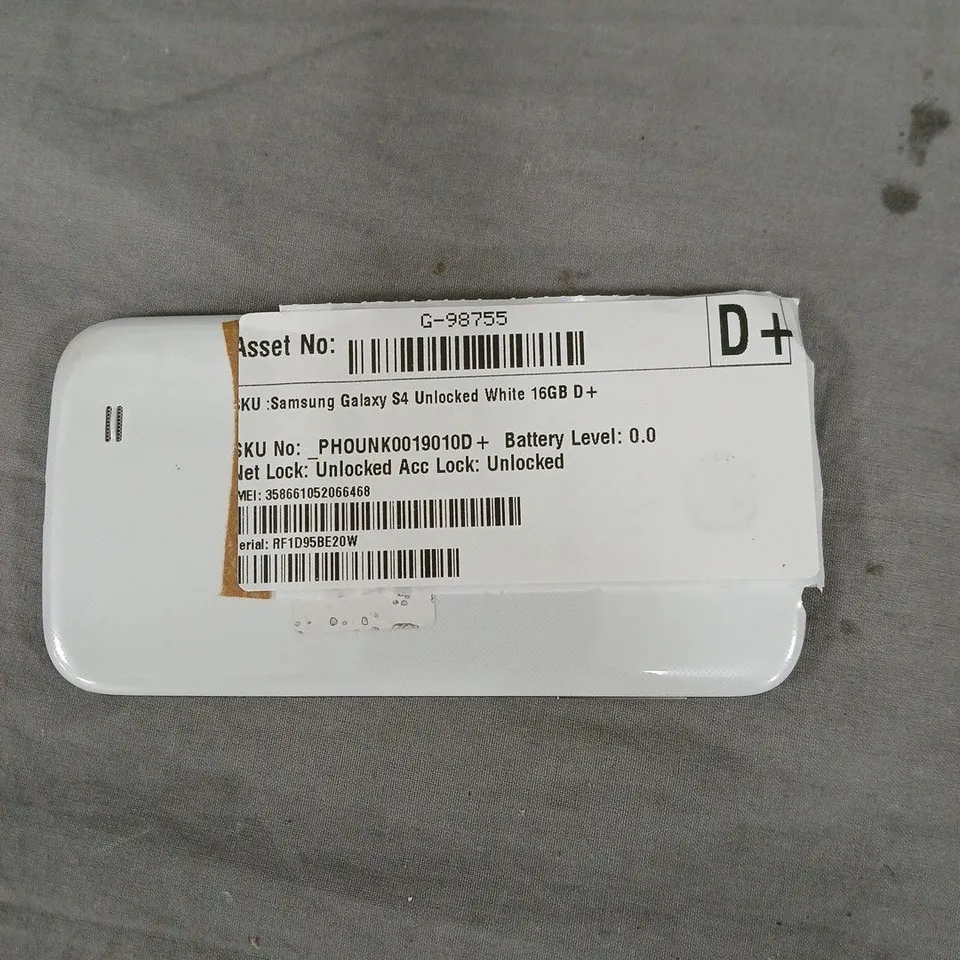 G-98755
Asset No:
D+
SKU :Samsung Galaxy S4 Unlocked White 16GB D+
SKU No: _PHOUNK0019010D+ Battery Level: 0.0
Net Lock: Unlocked Acc Lock: Unlocked
MEI: 358661052066468
erial: RF1D95BE20W